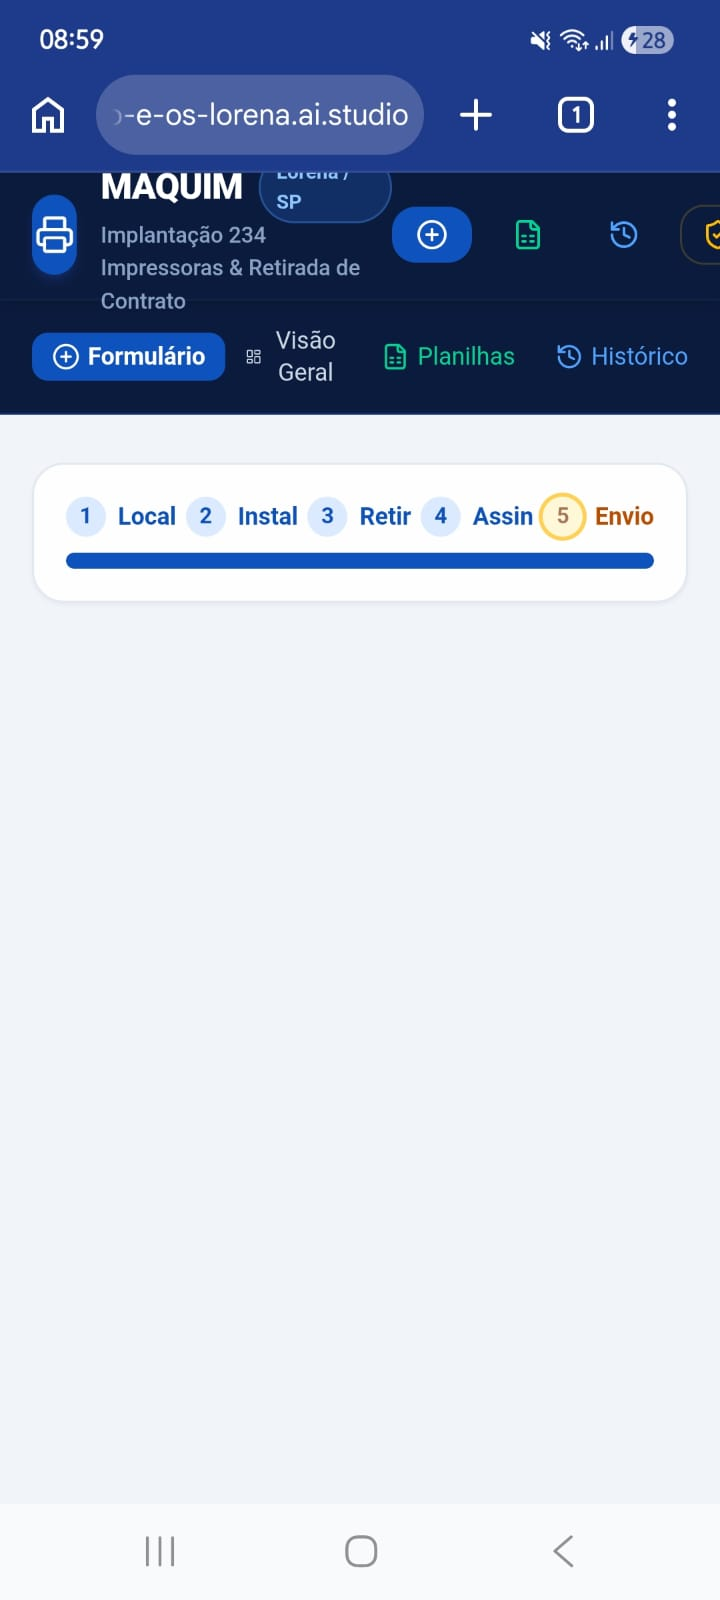 08:59
28
-e-os-lorena.ai.studio
1
MAQUIM
Lorena /
SP
Implantação 234
Impressoras & Retirada de
Contrato
Formulário
Visão
Geral
Planilhas
Histórico
1 Local 2 Instal 3 Retir 4 Assin 5 Envio